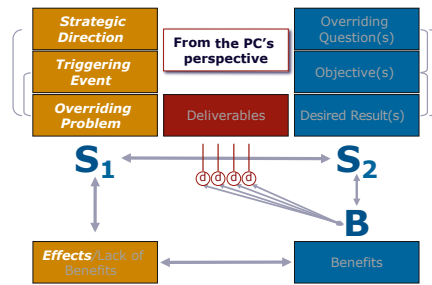 Strategic
Direction
From the PC's
perspective
Overriding
Question(s)
Triggering
Event
Objective(s)
Overriding
Problem
Deliverables
Desired Result(s)
S1
S2
d d d d
B
Effects/Lack of
Benefits
Benefits